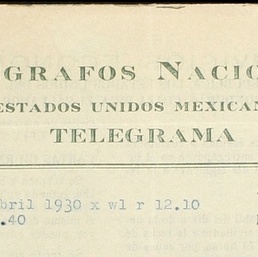 GRAFOS NACIO
ESTADOS UNIDOS MEXICAN
TELEGRAMA
bril 1930 x wl r 12.10
.40